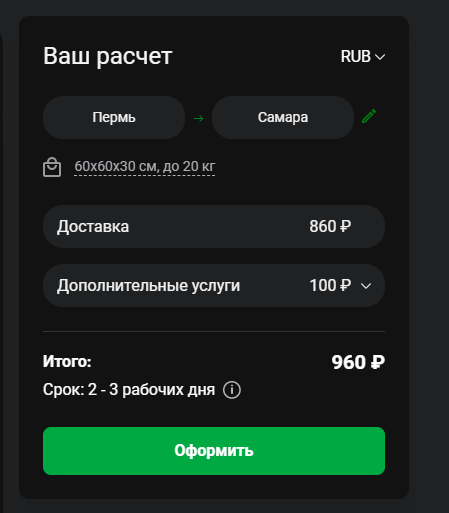 Ваш расчет RUB
Пермь → Самара
60x60x30 см, до 20 кг
Доставка 860 ₽
Дополнительные услуги 100 ₽
Итого: 960 ₽
Срок: 2 - 3 рабочих дня
Оформить